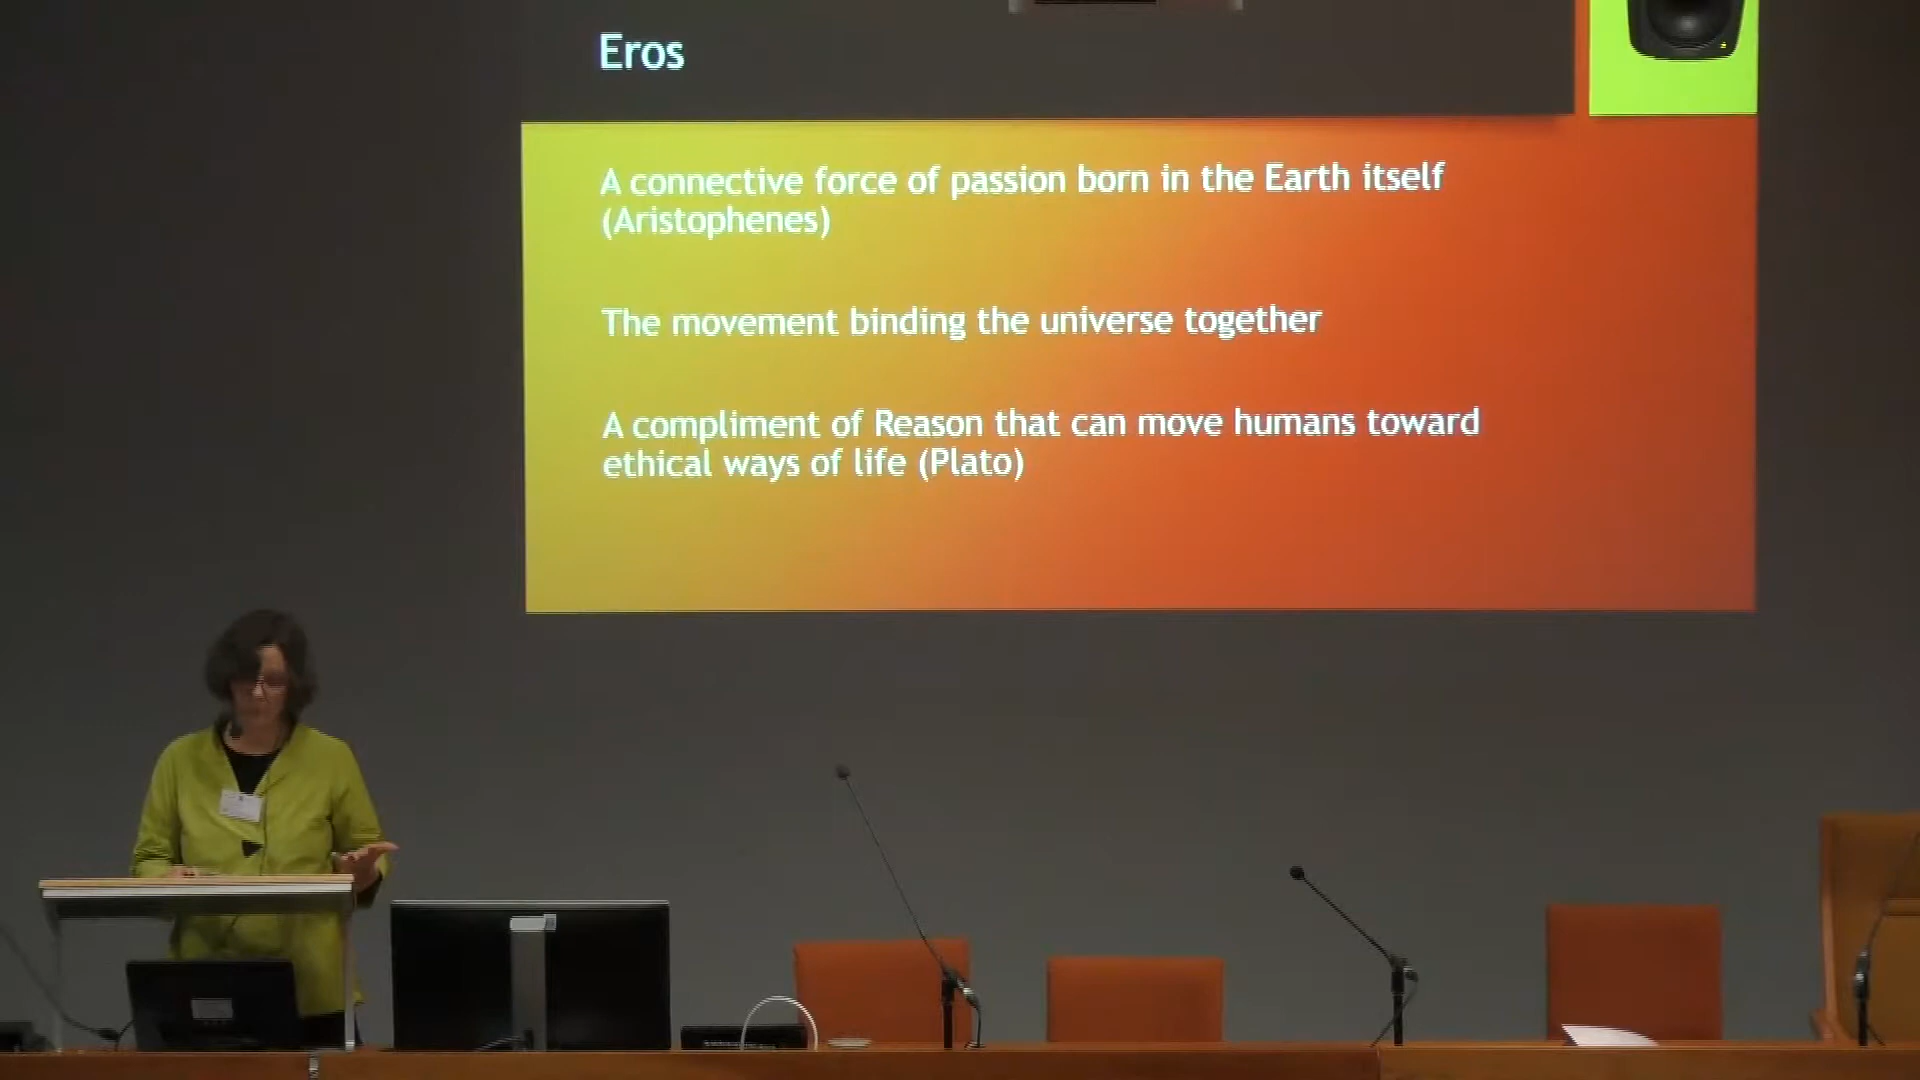 Eros
A connective force of passion born in the Earth itself
(Aristophenes)
The movement binding the universe together
A compliment of Reason that can move humans toward
ethical ways of life (Plato)